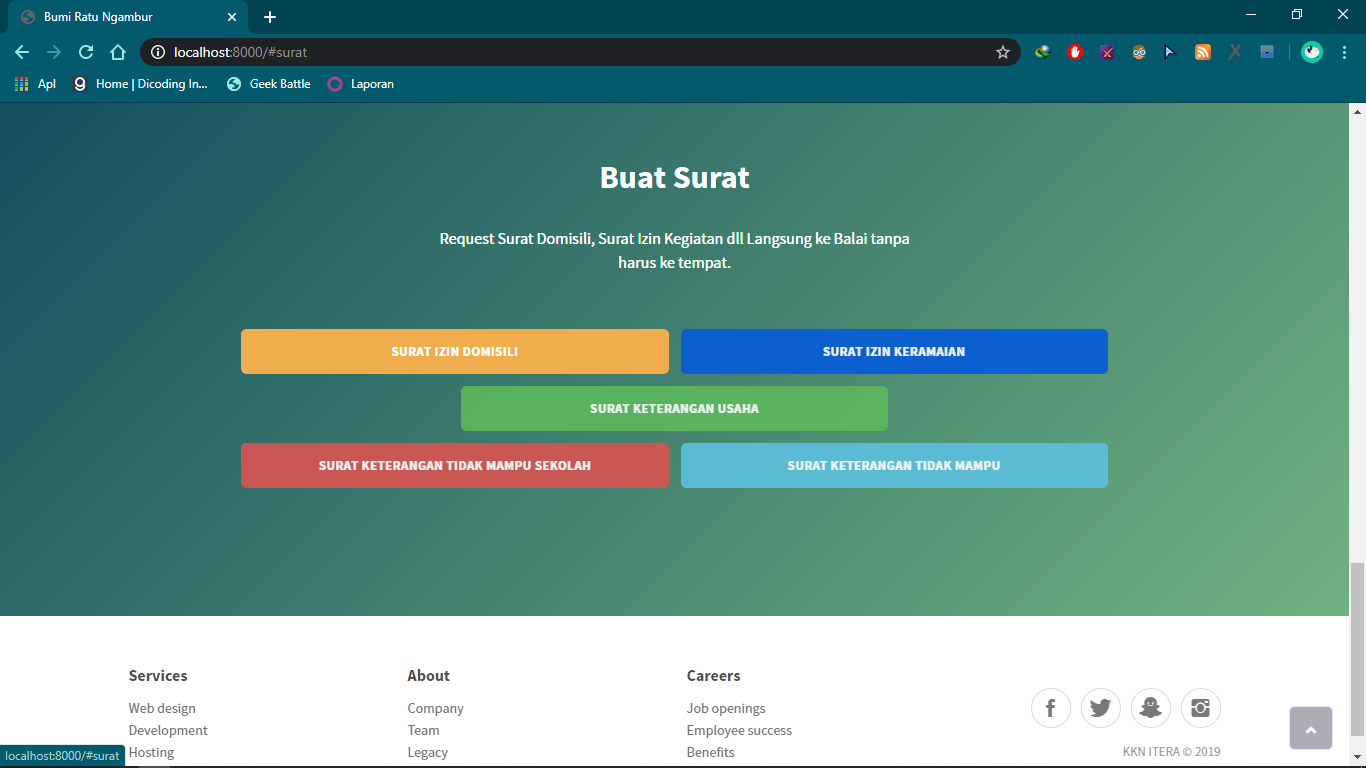 Bumi Ratu Ngambur
localhost:8000/#surat
Apl Home | Dicoding In... Geek Battle Laporan
Buat Surat
Request Surat Domisili, Surat Izin Kegiatan dll Langsung ke Balai tanpa
harus ke tempat.
SURAT IZIN DOMISILI SURAT IZIN KERAMAIAN
SURAT KETERANGAN USAHA
SURAT KETERANGAN TIDAK MAMPU SEKOLAH SURAT KETERANGAN TIDAK MAMPU
Services About Careers
Web design Company Job openings
Development Team Employee success
Hosting Legacy Benefits
KKN ITERA © 2019
localhost:8000/#surat